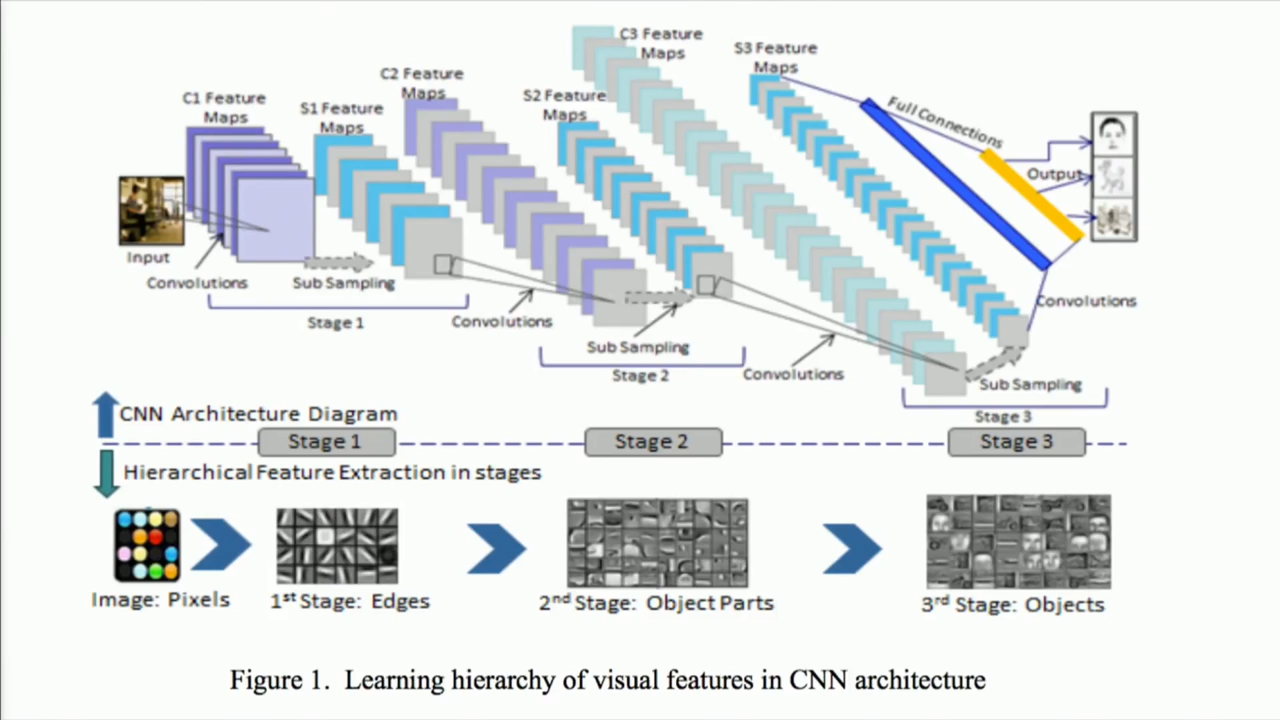 C1 Feature
Maps
S1 Feature
Maps
C2 Feature
Maps
S2 Feature
Maps
C3 Feature
Maps
S3 Feature
Maps
Full Connections
Output
Input
Convolutions
Sub Sampling
Stage 1
Convolutions
Sub Sampling
Stage 2
Convolutions
Convolutions
Sub Sampling
Stage 3
CNN Architecture Diagram
Stage 1
Stage 2
Stage 3
Hierarchical Feature Extraction in stages
Image: Pixels
1st Stage: Edges
2nd Stage: Object Parts
3rd Stage: Objects
Figure 1. Learning hierarchy of visual features in CNN architecture